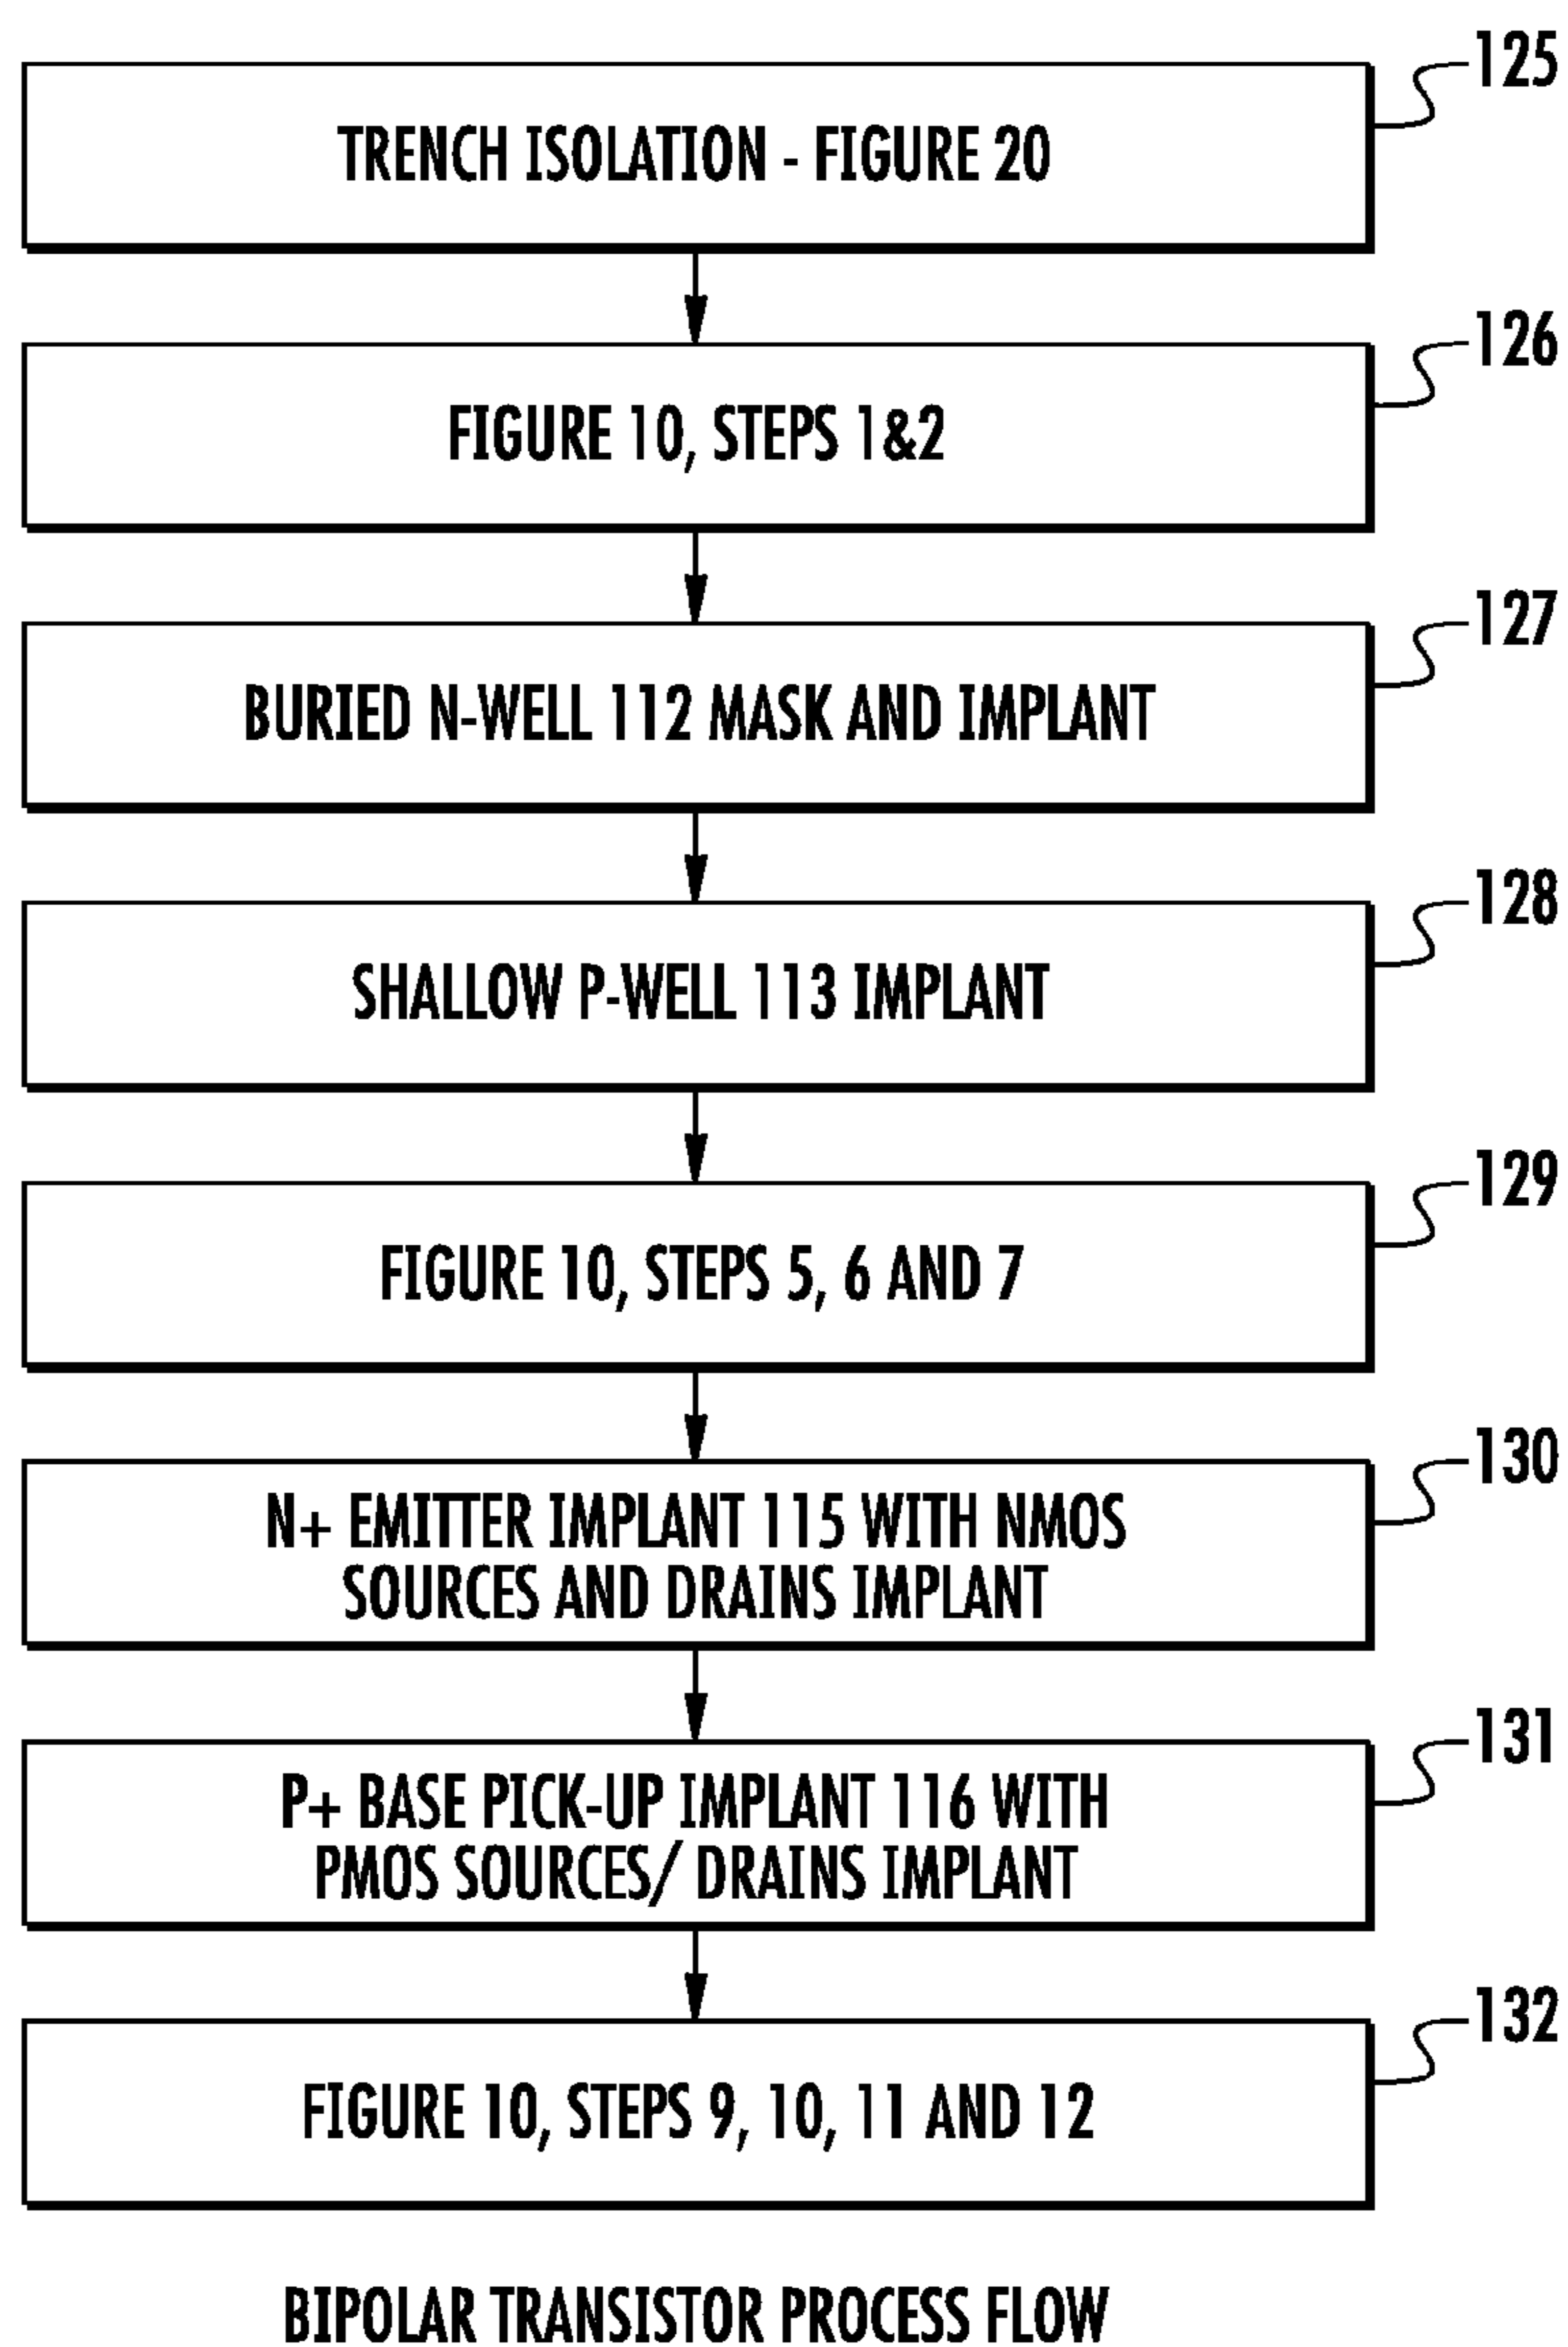 125
TRENCH ISOLATION - FIGURE 20
126
FIGURE 10, STEPS 1&2
127
BURIED N-WELL 112 MASK AND IMPLANT
128
SHALLOW P-WELL 113 IMPLANT
129
FIGURE 10, STEPS 5, 6 AND 7
130
N+ EMITTER IMPLANT 115 WITH NMOS
SOURCES AND DRAINS IMPLANT
131
P+ BASE PICK-UP IMPLANT 116 WITH
PMOS SOURCES/ DRAINS IMPLANT
132
FIGURE 10, STEPS 9, 10, 11 AND 12
BIPOLAR TRANSISTOR PROCESS FLOW